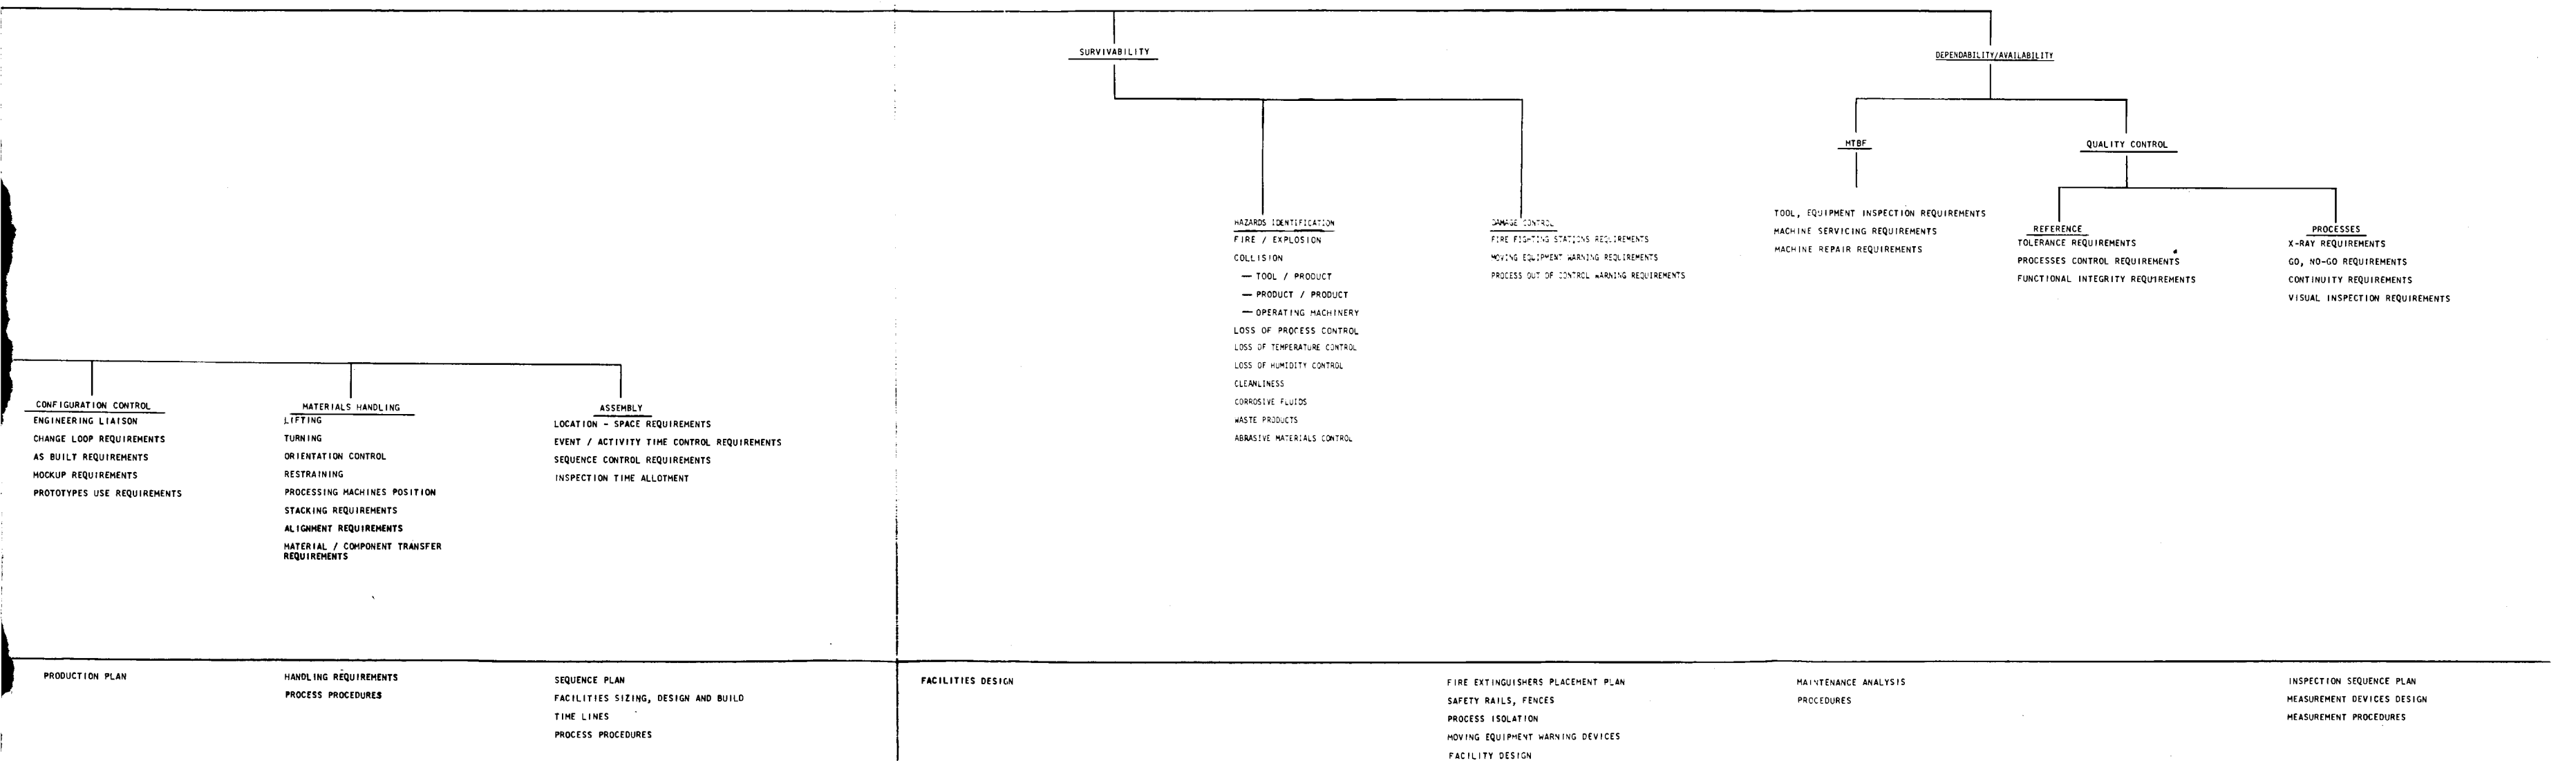 SURVIVABILITY
DEPENDABILITY/AVAILABILITY
MTBF
QUALITY CONTROL
HAZARDS IDENTIFICATION
FIRE / EXPLOSION
COLLISION
— TOOL / PRODUCT
— PRODUCT / PRODUCT
— OPERATING MACHINERY
LOSS OF PROCESS CONTROL
LOSS OF TEMPERATURE CONTROL
LOSS OF HUMIDITY CONTROL
CLEANLINESS
CORROSIVE FLUIDS
WASTE PRODUCTS
ABRASIVE MATERIALS CONTROL
DAMAGE CONTROL
FIRE FIGHTING STATIONS REQUIREMENTS
MOVING EQUIPMENT WARNING REQUIREMENTS
PROCESS OUT OF CONTROL WARNING REQUIREMENTS
TOOL, EQUIPMENT INSPECTION REQUIREMENTS
MACHINE SERVICING REQUIREMENTS
MACHINE REPAIR REQUIREMENTS
REFERENCE
TOLERANCE REQUIREMENTS
PROCESSES CONTROL REQUIREMENTS
FUNCTIONAL INTEGRITY REQUIREMENTS
PROCESSES
X-RAY REQUIREMENTS
GO, NO-GO REQUIREMENTS
CONTINUITY REQUIREMENTS
VISUAL INSPECTION REQUIREMENTS
CONFIGURATION CONTROL
ENGINEERING LIAISON
CHANGE LOOP REQUIREMENTS
AS BUILT REQUIREMENTS
MOCKUP REQUIREMENTS
PROTOTYPES USE REQUIREMENTS
MATERIALS HANDLING
LIFTING
TURNING
ORIENTATION CONTROL
RESTRAINING
PROCESSING MACHINES POSITION
STACKING REQUIREMENTS
ALIGNMENT REQUIREMENTS
MATERIAL / COMPONENT TRANSFER
REQUIREMENTS
ASSEMBLY
LOCATION - SPACE REQUIREMENTS
EVENT / ACTIVITY TIME CONTROL REQUIREMENTS
SEQUENCE CONTROL REQUIREMENTS
INSPECTION TIME ALLOTMENT
PRODUCTION PLAN
HANDLING REQUIREMENTS
PROCESS PROCEDURES
SEQUENCE PLAN
FACILITIES SIZING, DESIGN AND BUILD
TIME LINES
PROCESS PROCEDURES
FACILITIES DESIGN
FIRE EXTINGUISHERS PLACEMENT PLAN
SAFETY RAILS, FENCES
PROCESS ISOLATION
MOVING EQUIPMENT WARNING DEVICES
FACILITY DESIGN
MAINTENANCE ANALYSIS
PROCEDURES
INSPECTION SEQUENCE PLAN
MEASUREMENT DEVICES DESIGN
MEASUREMENT PROCEDURES